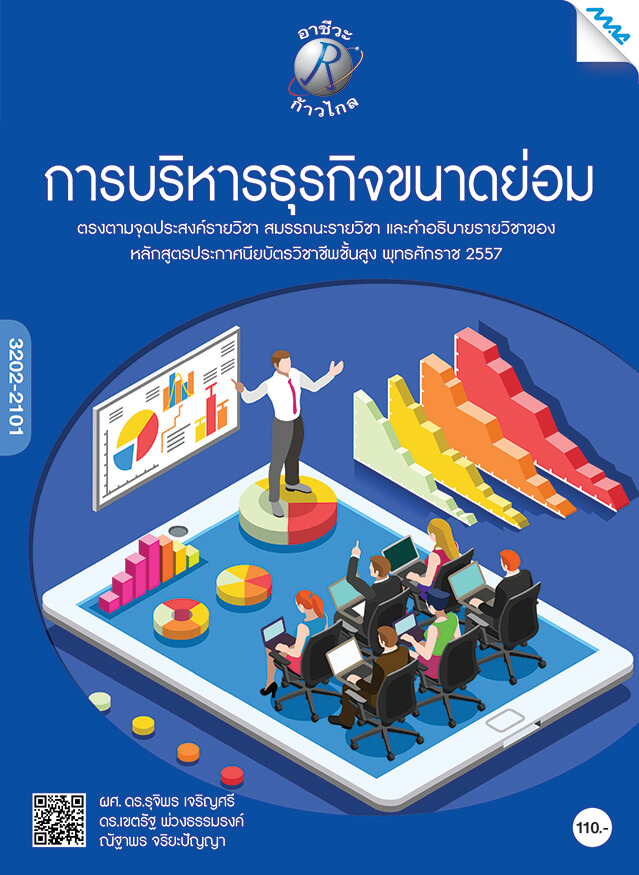 MAC
อาชีวะ
R
ก้าวไกล
การบริหารธุรกิจขนาดย่อม
ตรงตามจุดประสงค์รายวิชา สมรรถนะรายวิชา และคำอธิบายรายวิชาของ
หลักสูตรประกาศนียบัตรวิชาชีพชั้นสูง พุทธศักราช 2557
3202-2101
ผศ. ดร.รุจิพร เจริญศรี
ดร.เขตรัฐ พ่วงธรรมรงค์
ณัฐาพร จริยะปัญญา
110.-